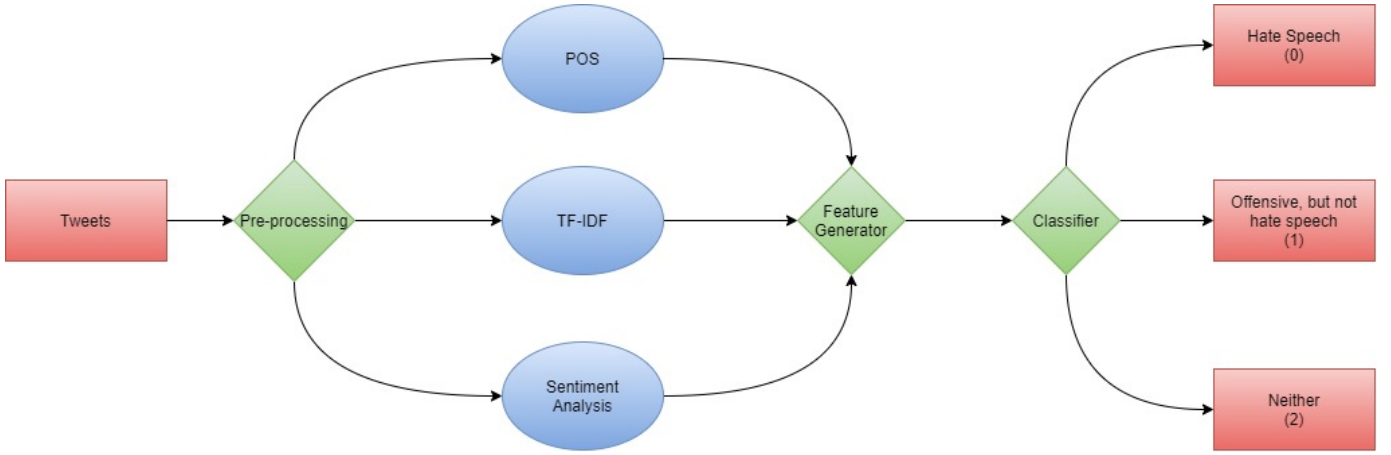 Tweets
Pre-processing
POS
TF-IDF
Sentiment
Analysis
Feature
Generator
Classifier
Hate Speech
(0)
Offensive, but not
hate speech
(1)
Neither
(2)